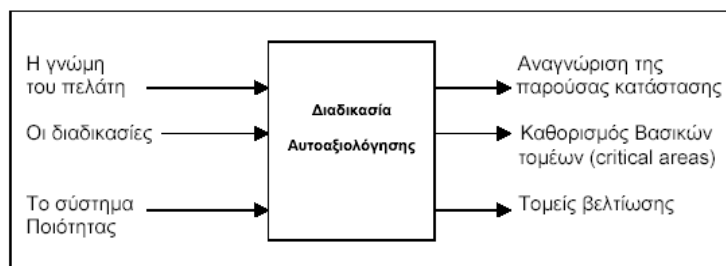 Η γνώμη
του πελάτη
Οι διαδικασίες
Το σύστημα
Ποιότητας
Διαδικασία
Αυτοαξιολόγησης
Αναγνώριση της
παρούσας κατάστασης
Καθορισμός Βασικών
τομέων (critical areas)
Τομείς βελτίωσης